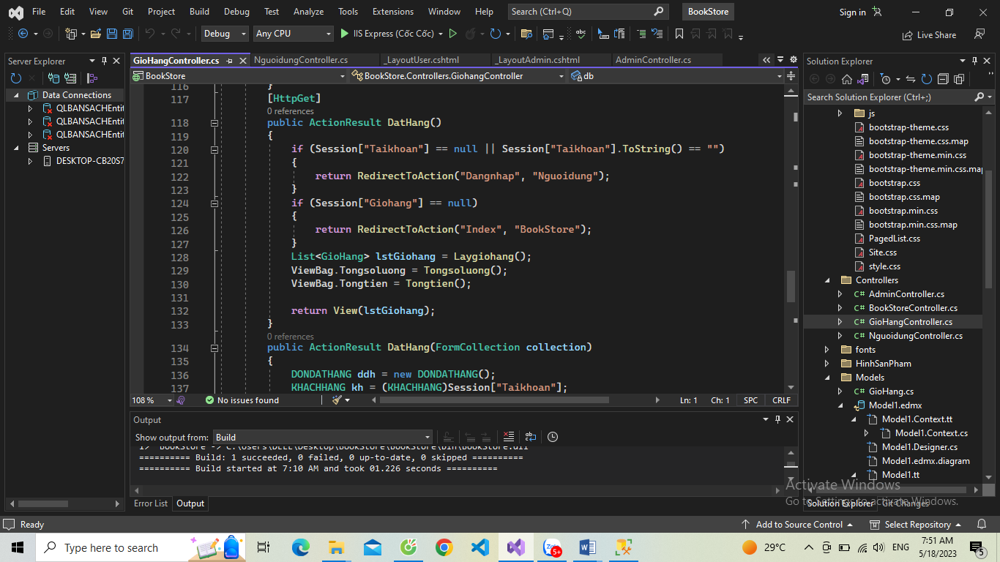 File Edit View Git Project Build Debug Test Analyze Tools Extensions Window Help Search (Ctrl+Q) BookStore Sign in
Debug Any CPU IIS Express (Cốc Cốc) Live Share
Server Explorer
Data Connections
QLBANSACHEntit
QLBANSACHEntit
QLBANSACHEntit
Servers
DESKTOP-CB20S7
GioHangController.cs NguoidungController.cs _LayoutUser.cshtml _LayoutAdmin.cshtml AdminController.cs
BookStore BookStore.Controllers.GiohangController db
116 }
117 [HttpGet]
0 references
118 public ActionResult DatHang()
119 {
120 if (Session["Taikhoan"] == null || Session["Taikhoan"].ToString() == "")
121 {
122 return RedirectToAction("Dangnhap", "Nguoidung");
123 }
124 if (Session["Giohang"] == null)
125 {
126 return RedirectToAction("Index", "BookStore");
127 }
128 List<GioHang> lstGiohang = Laygiohang();
129 ViewBag.Tongsoluong = Tongsoluong();
130 ViewBag.Tongtien = Tongtien();
131
132 return View(lstGiohang);
133 }
0 references
134 public ActionResult DatHang(FormCollection collection)
135 {
136 DONDATHANG ddh = new DONDATHANG();
137 KHACHHANG kh = (KHACHHANG)Session["Taikhoan"];
108 % No issues found Ln: 1 Ch: 1 SPC CRLF
Output
Show output from: Build
1> BookStore -> C:\Users\DELL\Desktop\BookStore\BookStore\bin\BookStore.dll
========== Build: 1 succeeded, 0 failed, 0 up-to-date, 0 skipped ==========
========== Build started at 7:10 AM and took 01.226 seconds ==========
Error List Output
Solution Explorer
Search Solution Explorer (Ctrl+;)
js
bootstrap-theme.css
bootstrap-theme.css.map
bootstrap-theme.min.css
bootstrap-theme.min.css.map
bootstrap.css
bootstrap.css.map
bootstrap.min.css
bootstrap.min.css.map
PagedList.css
Site.css
style.css
Controllers
C# AdminController.cs
C# BookStoreController.cs
C# GioHangController.cs
C# NguoidungController.cs
fonts
HinhSanPham
Models
C# GioHang.cs
Model1.edmx
Model1.Context.tt
Model1.Context.cs
Model1.Designer.cs
Model1.edmx.diagram
Model1.tt
Activate Windows
Go to Settings to activate Windows.
Solution Explorer Git Changes
Ready Add to Source Control Select Repository
Type here to search 5+ 29°C ENG 7:51 AM
5/18/2023 5